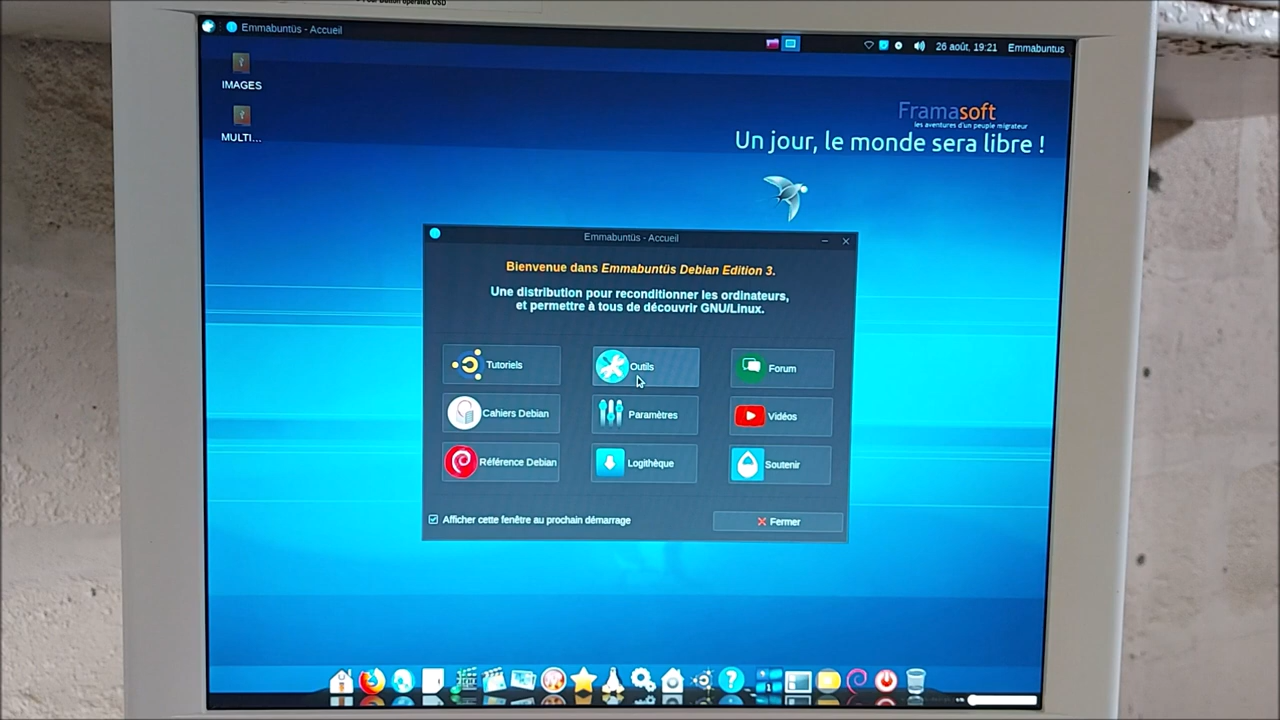 Emmabuntüs - Accueil
26 août, 19:21 Emmabuntus
IMAGES
MULTI...
Framasoft
les aventures d'un peuple migrateur
Un jour, le monde sera libre !
Emmabuntüs - Accueil
Bienvenue dans Emmabuntüs Debian Edition 3.
Une distribution pour reconditionner les ordinateurs,
et permettre à tous de découvrir GNU/Linux.
Tutoriels
Outils
Forum
Cahiers Debian
Paramètres
Vidéos
Référence Debian
Logithèque
Soutenir
Afficher cette fenêtre au prochain démarrage
Fermer